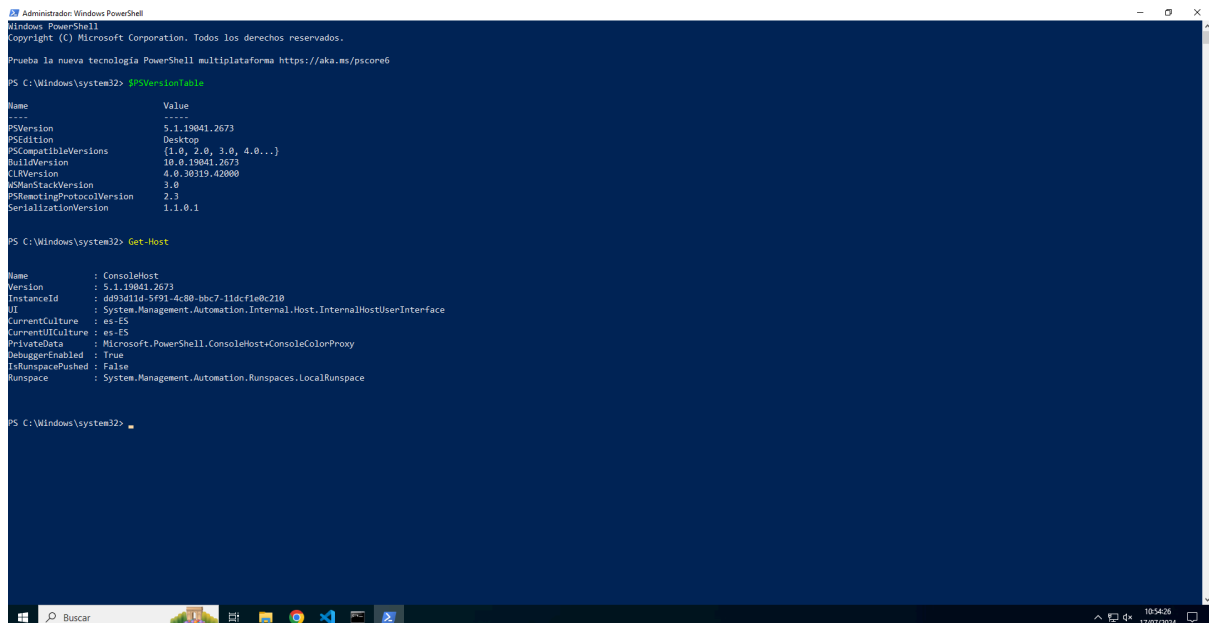 Administrador: Windows PowerShell
Windows PowerShell
Copyright (C) Microsoft Corporation. Todos los derechos reservados.
Prueba la nueva tecnología PowerShell multiplataforma https://aka.ms/pscore6
PS C:\Windows\system32> $PSVersionTable
Name                           Value
----                           -----
PSVersion                      5.1.19041.2673
PSEdition                      Desktop
PSCompatibleVersions           {1.0, 2.0, 3.0, 4.0...}
BuildVersion                   10.0.19041.2673
CLRVersion                     4.0.30319.42000
WSManStackVersion              3.0
PSRemotingProtocolVersion      2.3
SerializationVersion           1.1.0.1
PS C:\Windows\system32> Get-Host
Name             : ConsoleHost
Version          : 5.1.19041.2673
InstanceId       : dd93d11d-5f91-4c80-bbc7-11dcf1e0c210
UI               : System.Management.Automation.Internal.Host.InternalHostUserInterface
CurrentCulture   : es-ES
CurrentUICulture : es-ES
PrivateData      : Microsoft.PowerShell.ConsoleHost+ConsoleColorProxy
DebuggerEnabled  : True
IsRunspacePushed : False
Runspace         : System.Management.Automation.Runspaces.LocalRunspace
PS C:\Windows\system32>
Buscar
10:54:26
17/07/2024